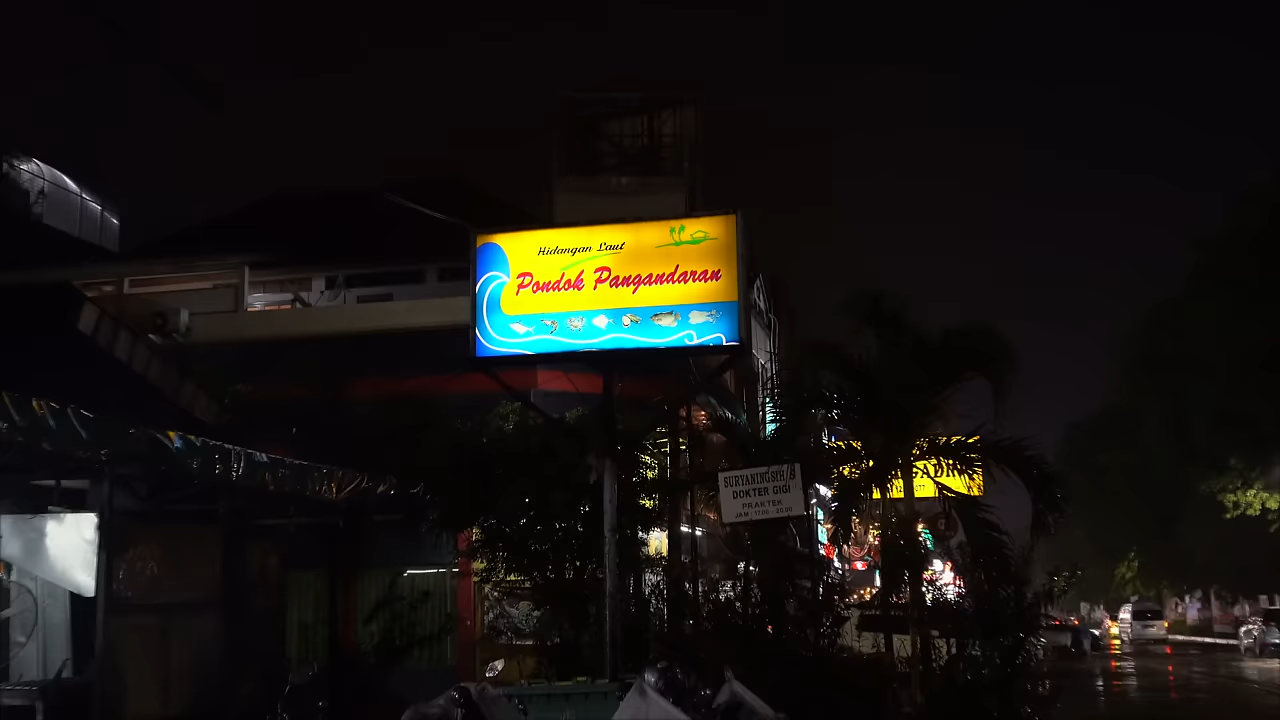 Hidangan Laut
Pondok Pangandaran
SURYANINGSIH/S
DOKTER GIGI
PRAKTEK
JAM : 17.00 - 20.00